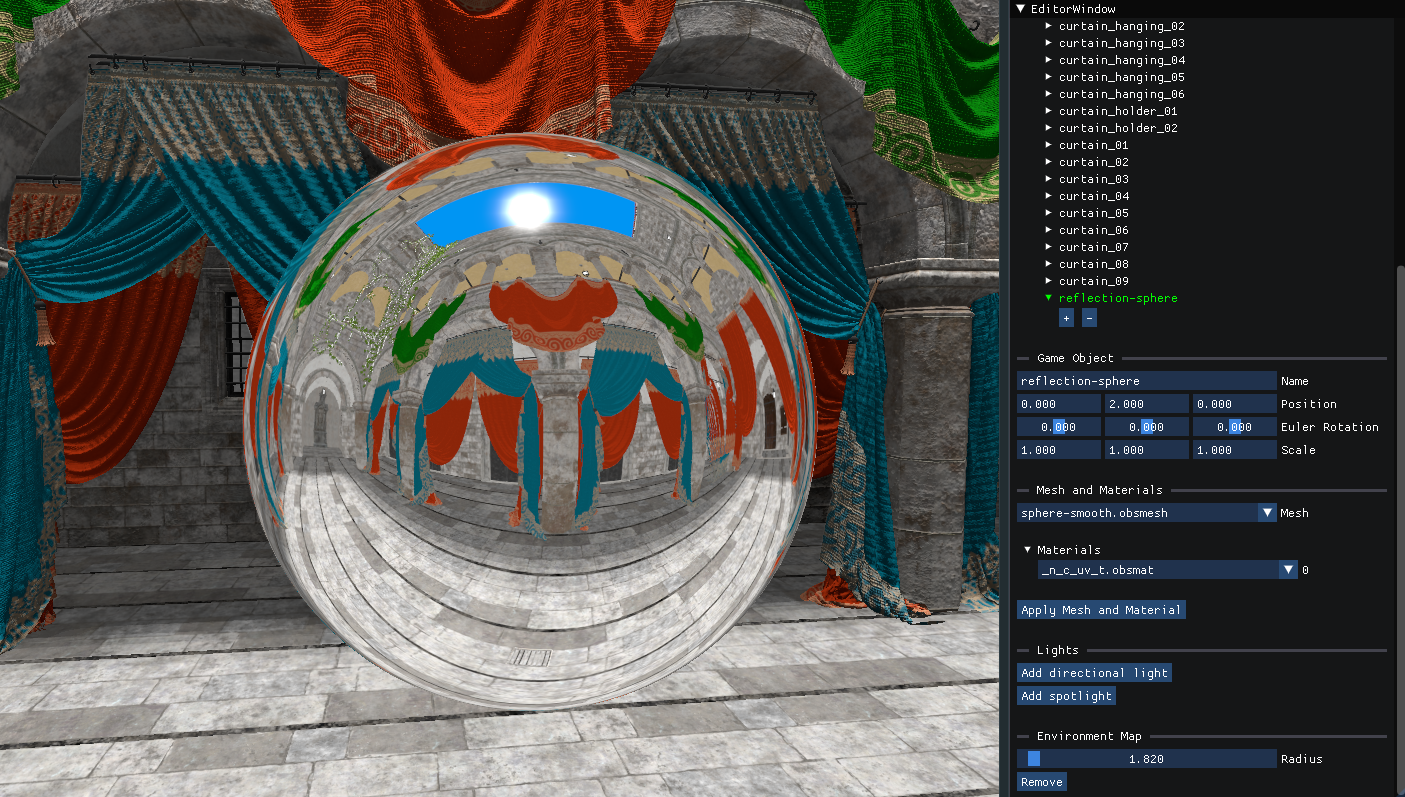 EditorWindow
curtain_hanging_02
curtain_hanging_03
curtain_hanging_04
curtain_hanging_05
curtain_hanging_06
curtain_holder_01
curtain_holder_02
curtain_01
curtain_02
curtain_03
curtain_04
curtain_05
curtain_06
curtain_07
curtain_08
curtain_09
reflection-sphere
+ -
Game Object
reflection-sphere Name
0.000 2.000 0.000 Position
0.000 0.000 0.000 Euler Rotation
1.000 1.000 1.000 Scale
Mesh and Materials
sphere-smooth.obsmesh Mesh
Materials
_n_c_uv_t.obsmat 0
Apply Mesh and Material
Lights
Add directional light
Add spotlight
Environment Map
1.820 Radius
Remove